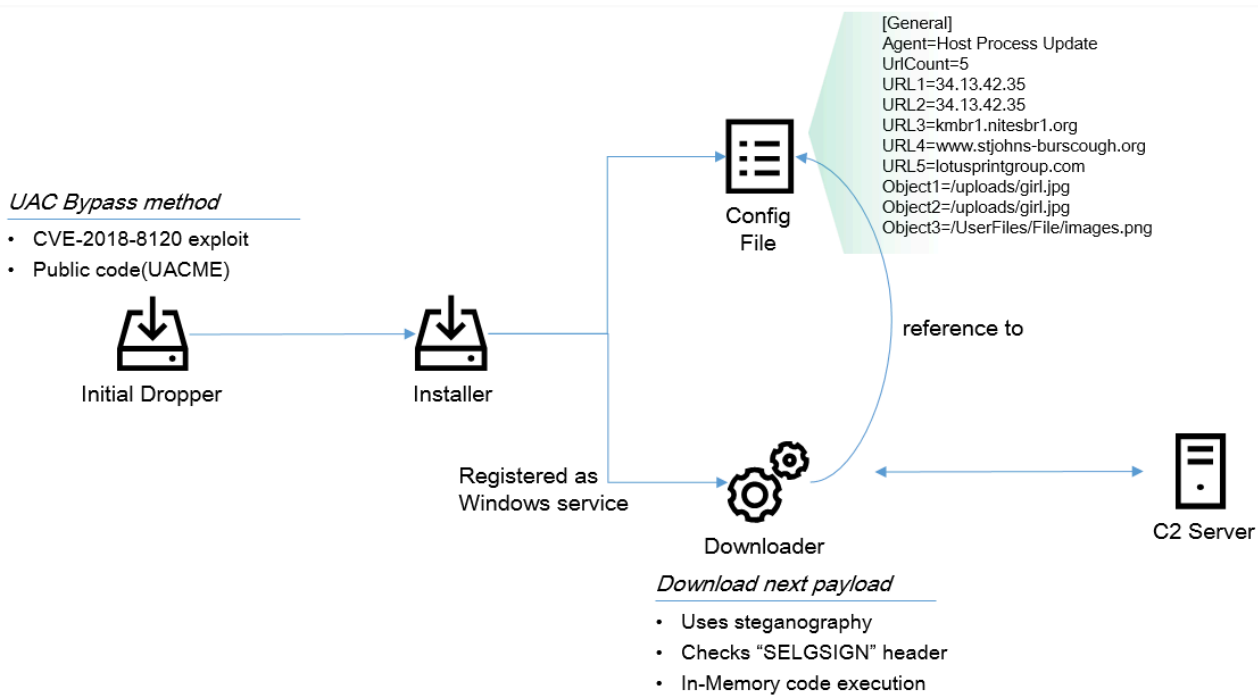 [General]
Agent=Host Process Update
UrlCount=5
URL1=34.13.42.35
URL2=34.13.42.35
URL3=kmbr1.nitesbr1.org
URL4=www.stjohns-burscough.org
URL5=lotusprintgroup.com
Object1=/uploads/girl.jpg
Object2=/uploads/girl.jpg
Object3=/UserFiles/File/images.png
Config
File
UAC Bypass method
• CVE-2018-8120 exploit
• Public code(UACME)
Initial Dropper
Installer
reference to
Registered as
Windows service
Downloader
C2 Server
Download next payload
• Uses steganography
• Checks “SELGSIGN” header
• In-Memory code execution